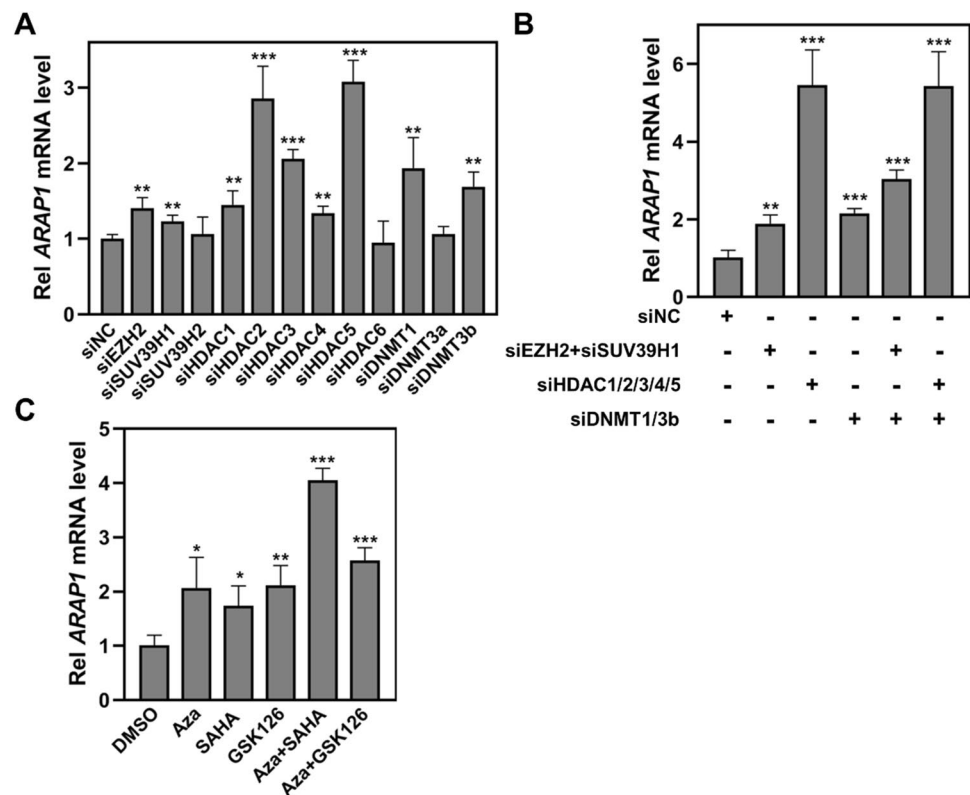 A
Rel ARAP1 mRNA level
3
2
1
0
** ** ** *** *** ** *** ** **
siNC siEZH2 siSUV39H1 siSUV39H2 siHDAC1 siHDAC2 siHDAC3 siHDAC4 siHDAC5 siHDAC6 siDNMT1 siDNMT3a siDNMT3b
B
Rel ARAP1 mRNA level
6
4
2
0
** *** *** *** ***
siNC + - - - - -
siEZH2+siSUV39H1 - + - - + -
siHDAC1/2/3/4/5 - - + - - +
siDNMT1/3b - - - + + +
C
Rel ARAP1 mRNA level
5
4
3
2
1
0
* * ** *** ***
DMSO Aza SAHA GSK126 Aza+SAHA Aza+GSK126